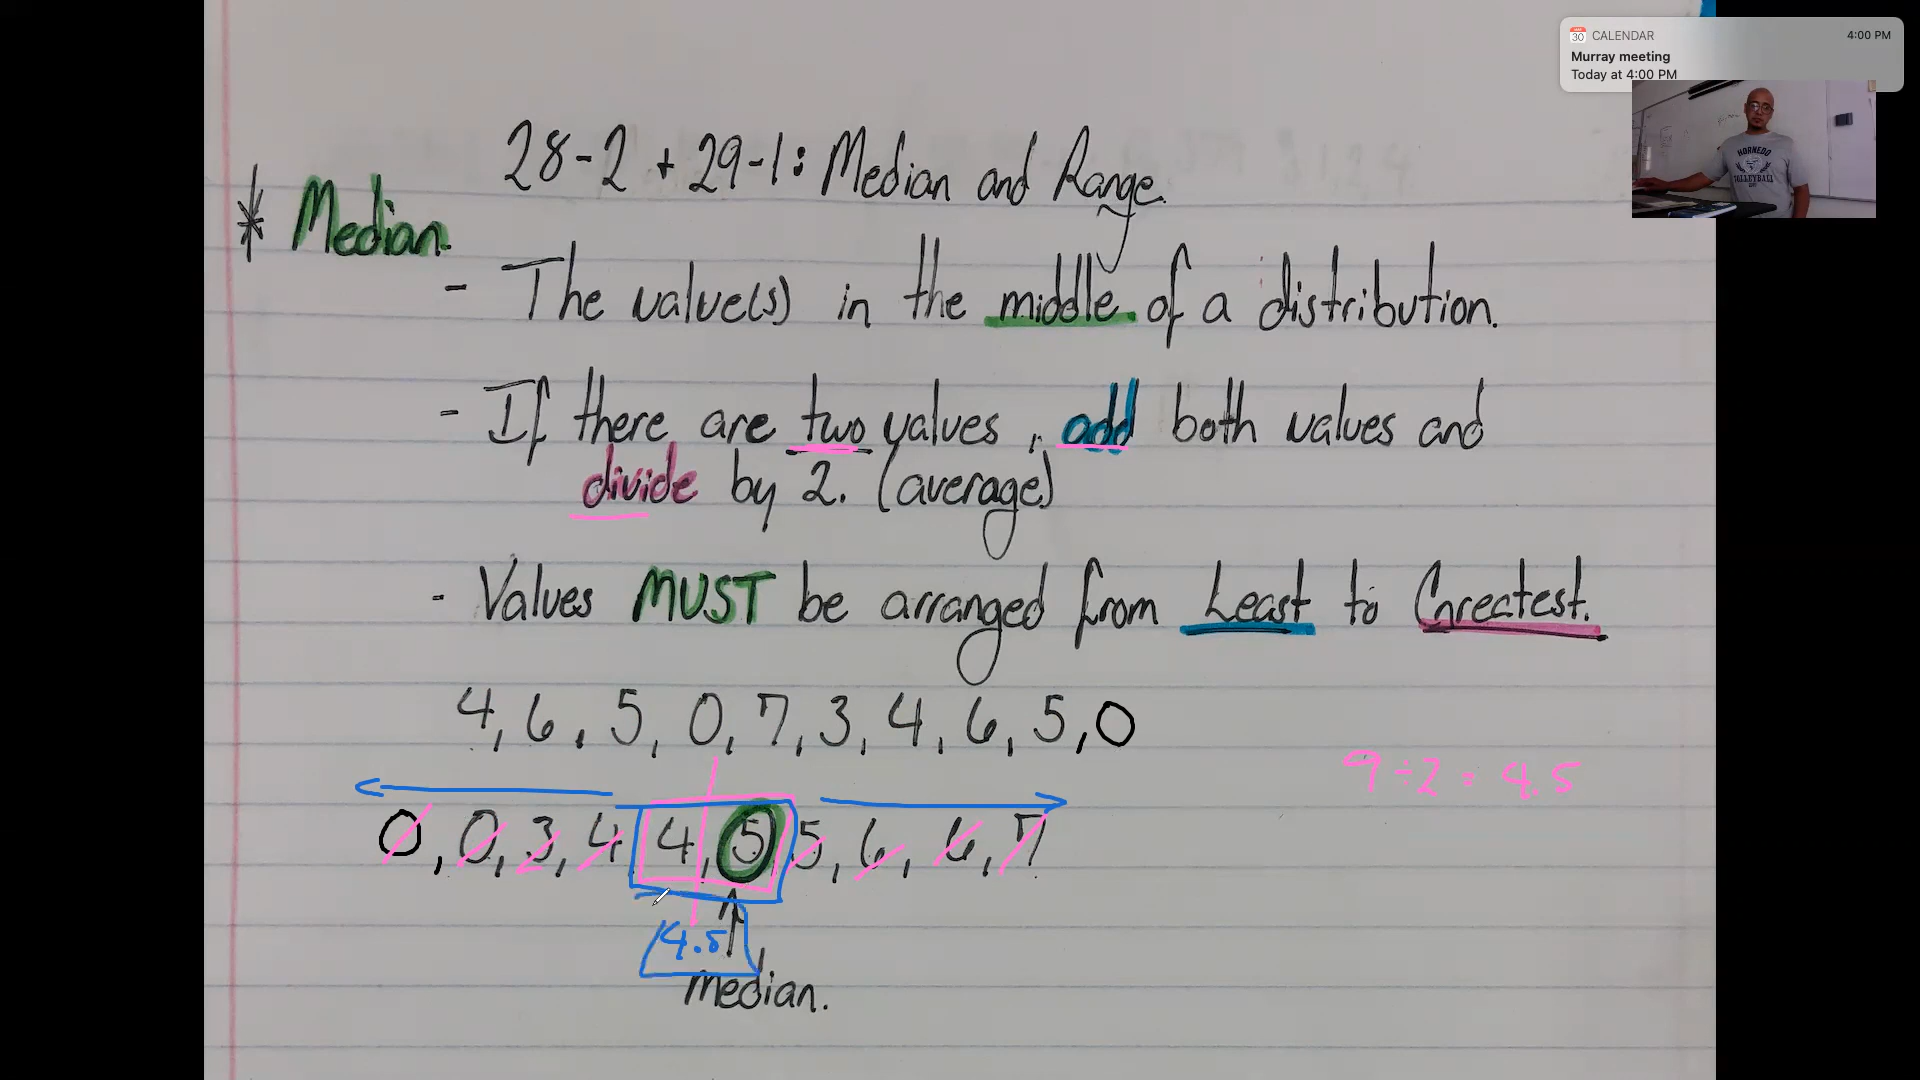 CALENDAR 4:00 PM
30
Murray meeting
Today at 4:00 PM
HORNEDO
VOLLEYBALL
28-2 + 29-1: Median and Range
* Median.
- The value(s) in the middle of a distribution.
- If there are two values, add both values and
divide by 2. (average)
- Values MUST be arranged from Least to Greatest.
4, 6, 5, 0, 7, 3, 4, 6, 5, 0
9 ÷ 2 = 4.5
0, 0, 3, 4, 4, 5, 5, 6, 6, 7
4.5
median.